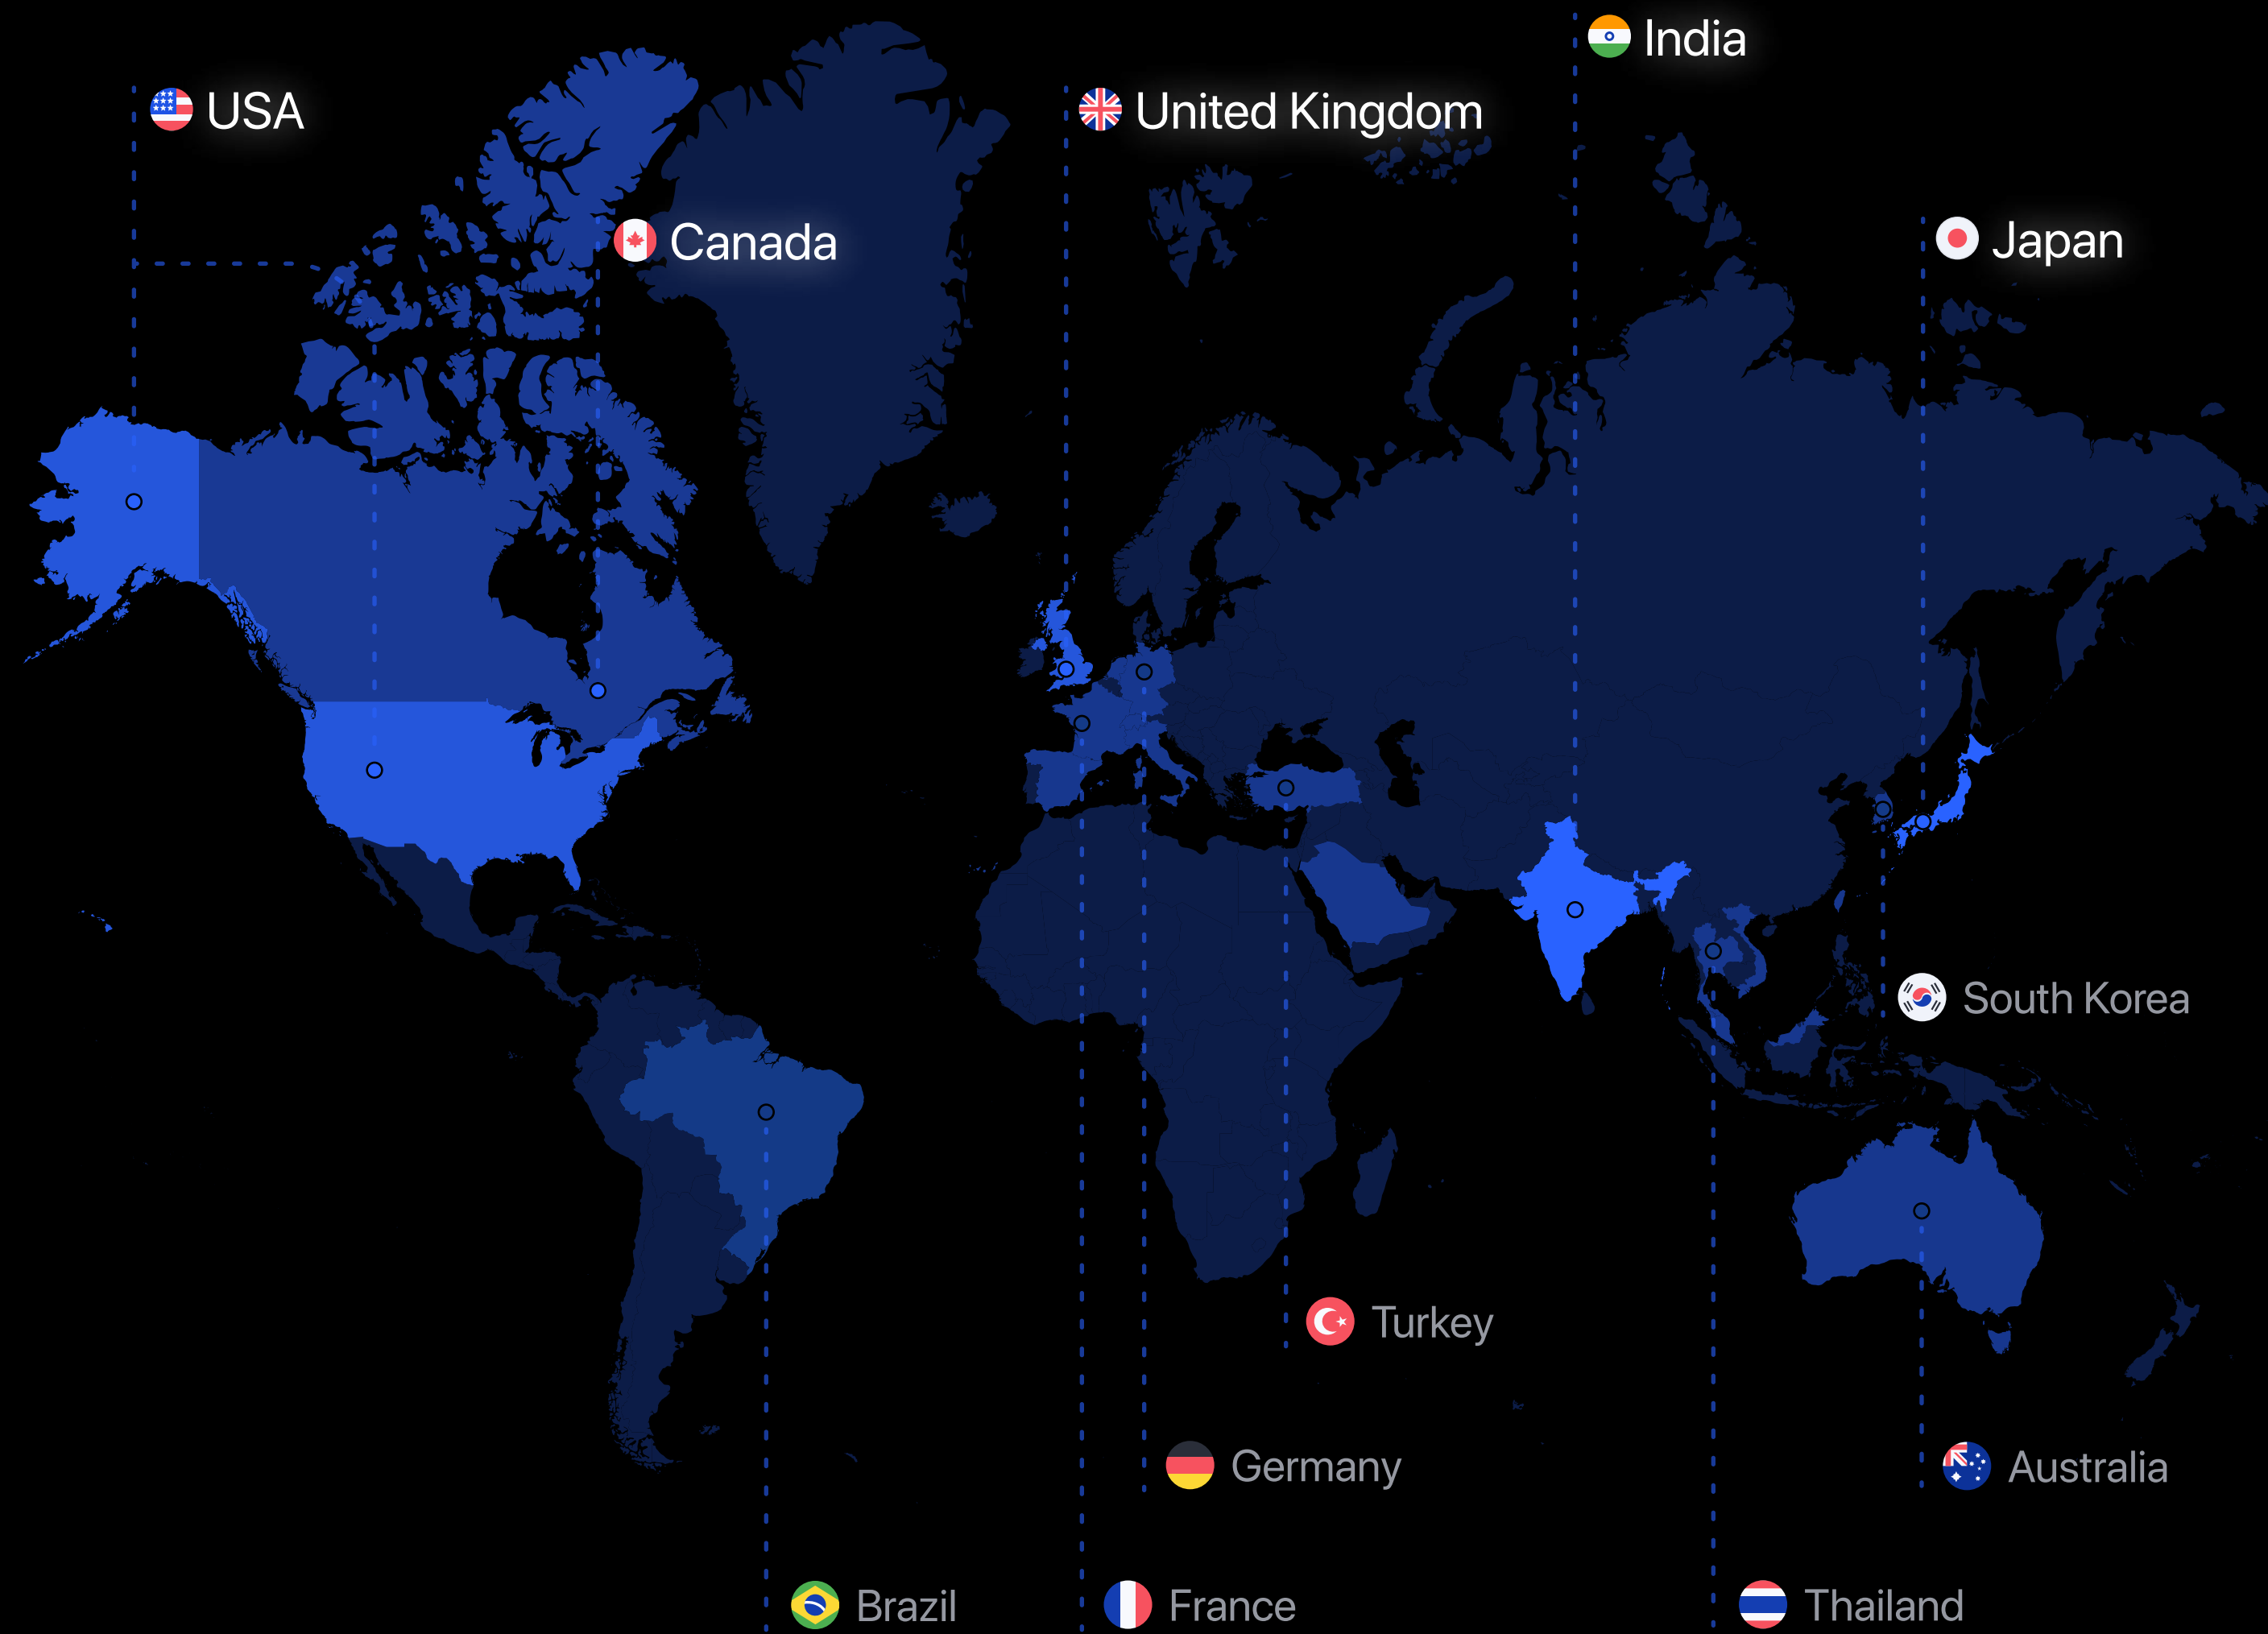 India
USA
United Kingdom
Canada
Japan
South Korea
Turkey
Germany
Australia
Brazil
France
Thailand